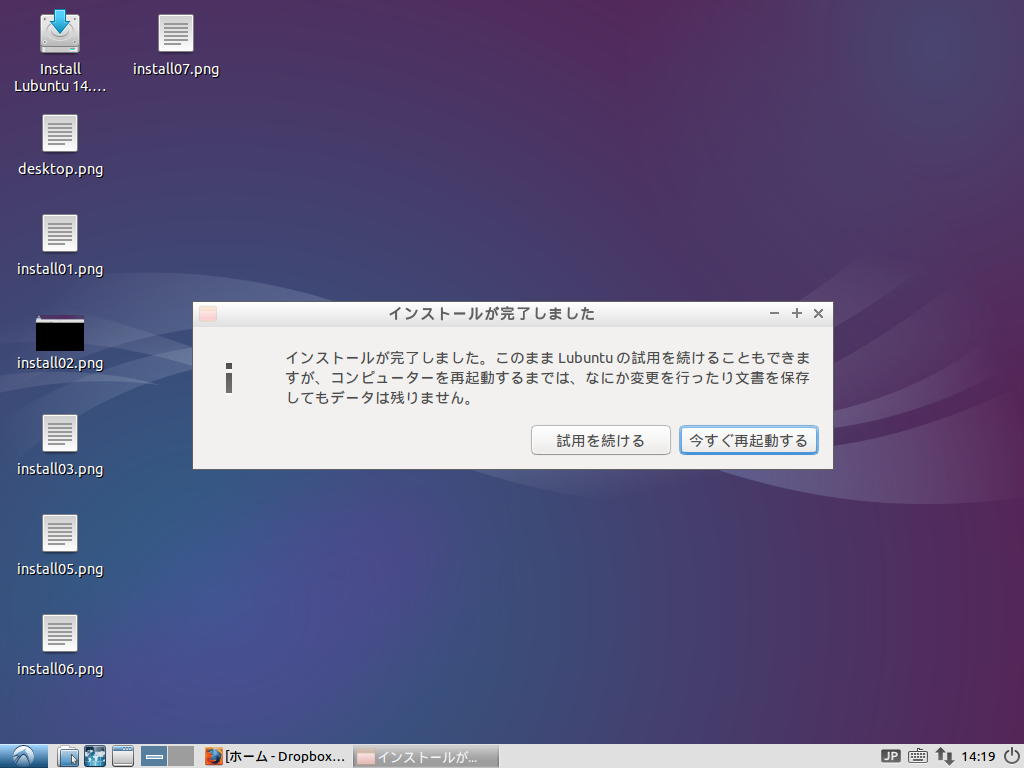 Install
Lubuntu 14....
install07.png
desktop.png
install01.png
install02.png
install03.png
install05.png
install06.png
インストールが完了しました
インストールが完了しました。このまま Lubuntu の試用を続けることもできま
すが、コンピューターを再起動するまでは、なにか変更を行ったり文書を保存
してもデータは残りません。
試用を続ける
今すぐ再起動する
[ホーム - Dropbox...
インストールが...
JP
14:19